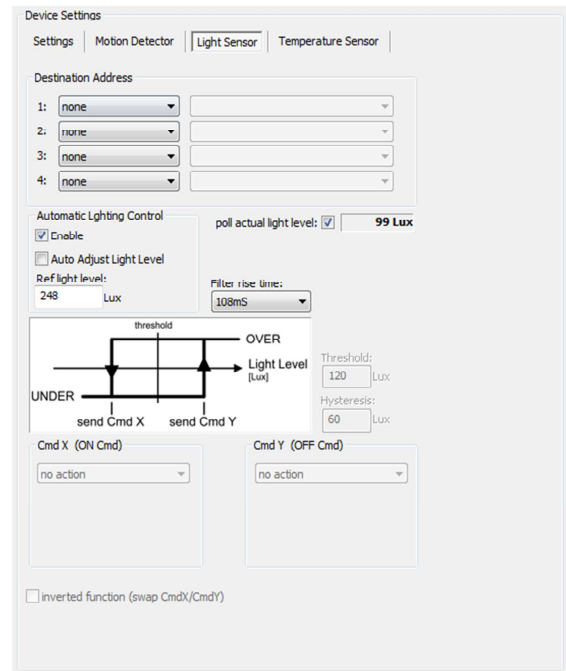 Device Settings
Settings Motion Detector Light Sensor Temperature Sensor
Destination Address
1: none
2: none
3: none
4: none
Automatic Lghting Control
poll actual light level: 99 Lux
Enable
Auto Adjust Light Level
Ref light level:
248 Lux
Filter rise time:
108mS
threshold
OVER
Light Level
[Lux]
UNDER
send Cmd X send Cmd Y
Threshold:
120 Lux
Hysteresis:
60 Lux
Cmd X (ON Cmd) Cmd Y (OFF Cmd)
no action no action
inverted function (swap CmdX/CmdY)